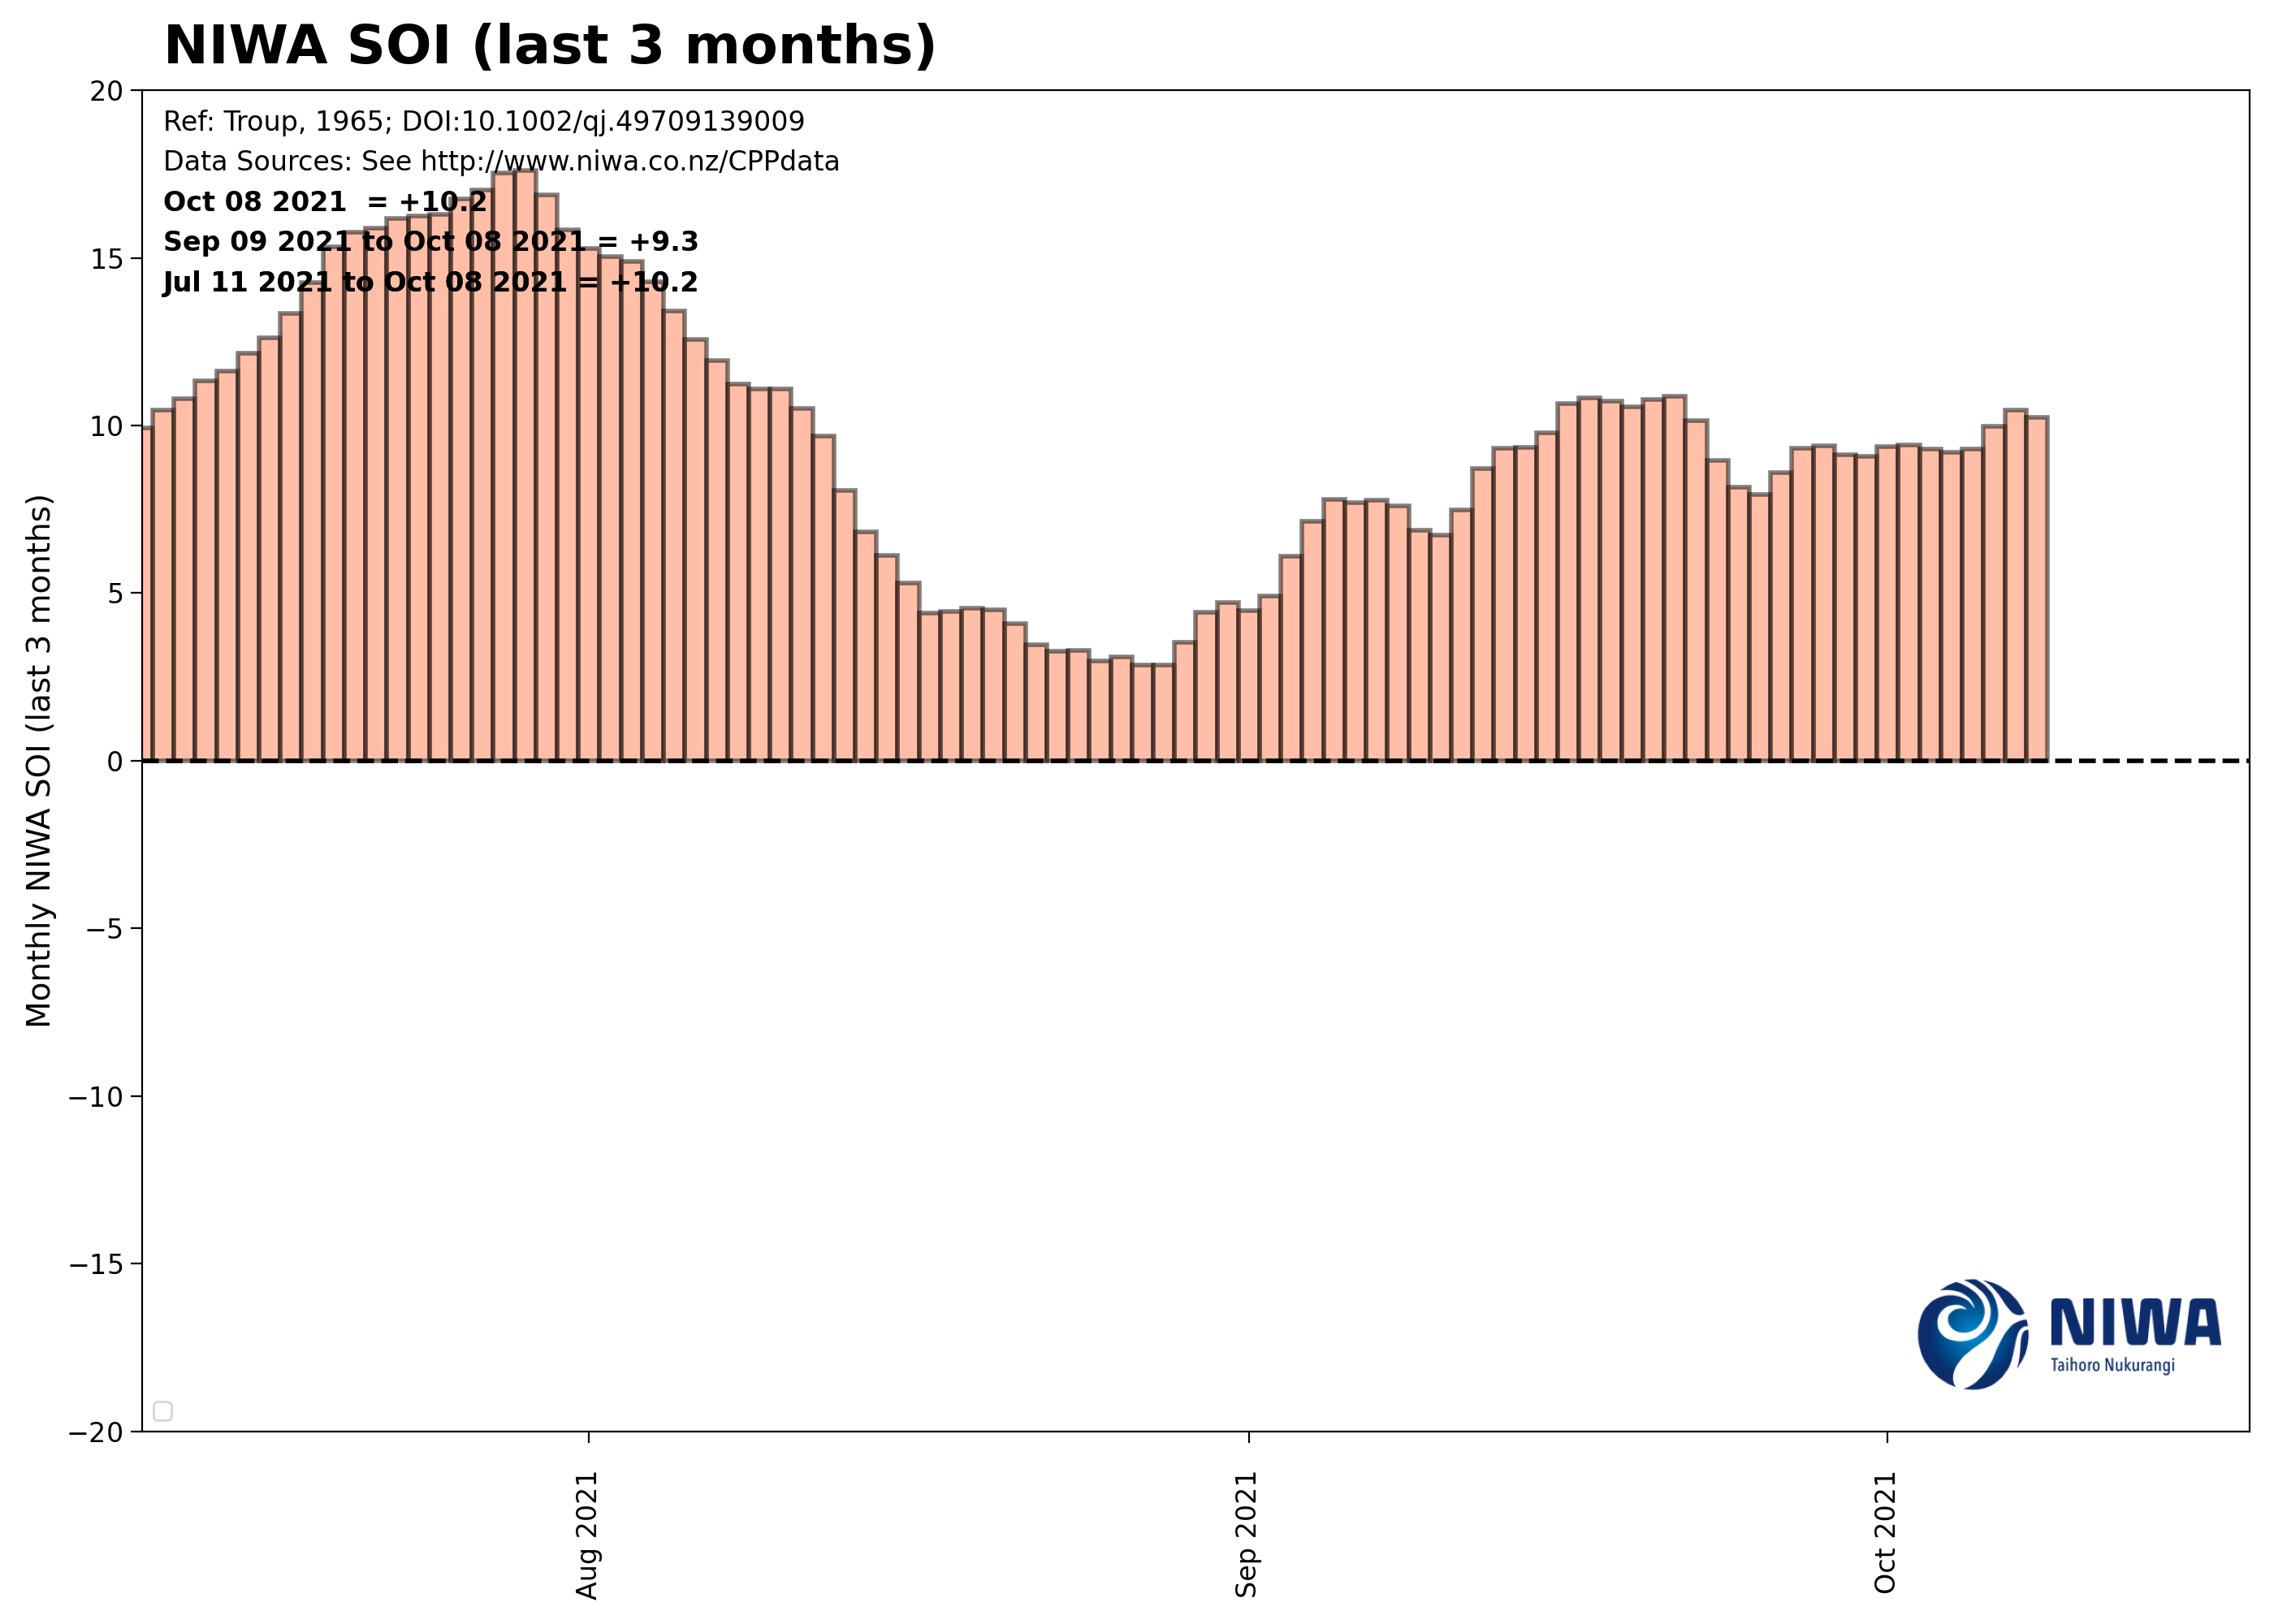 NIWA SOI (last 3 months)
Ref: Troup, 1965; DOI:10.1002/qj.49709139009
Data Sources: See http://www.niwa.co.nz/CPPdata
Oct 08 2021  = +10.2
Sep 09 2021 to Oct 08 2021 = +9.3
Jul 11 2021 to Oct 08 2021 = +10.2
Monthly NIWA SOI (last 3 months)
20
15
10
5
0
−5
−10
−15
−20
Aug 2021
Sep 2021
Oct 2021
NIWA
Taihoro Nukurangi